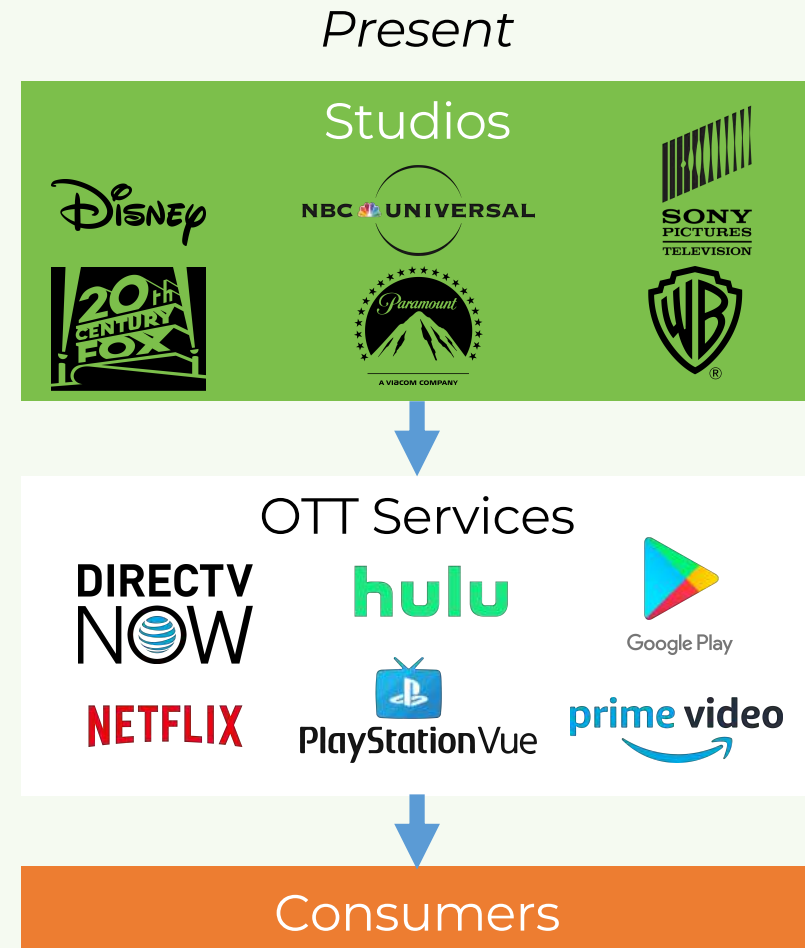 Present
Studios
Disney
NBC UNIVERSAL
SONY
PICTURES
TELEVISION
20th
CENTURY
FOX
Paramount
A VIACOM COMPANY
WB
®
OTT Services
DIRECTV
NOW
hulu
Google Play
NETFLIX
PlayStation Vue
prime video
Consumers